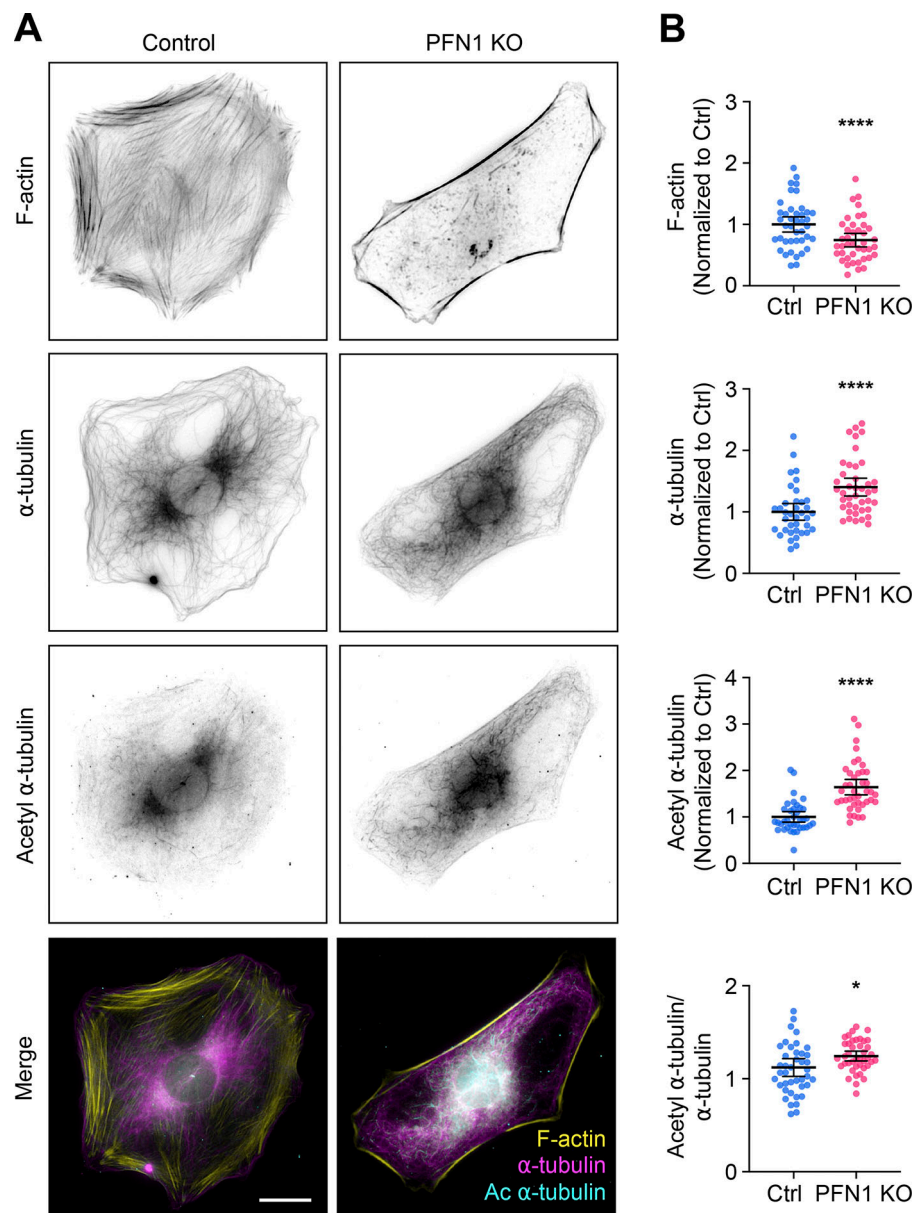 A
Control
PFN1 KO
F-actin
α-tubulin
Acetyl α-tubulin
Merge
F-actin
α-tubulin
Ac α-tubulin
B
F-actin
(Normalized to Ctrl)
3
2
1
0
****
Ctrl PFN1 KO
α-tubulin
(Normalized to Ctrl)
3
2
1
0
****
Ctrl PFN1 KO
Acetyl α-tubulin
(Normalized to Ctrl)
4
3
2
1
0
****
Ctrl PFN1 KO
Acetyl α-tubulin/
α-tubulin
2
1
0
*
Ctrl PFN1 KO